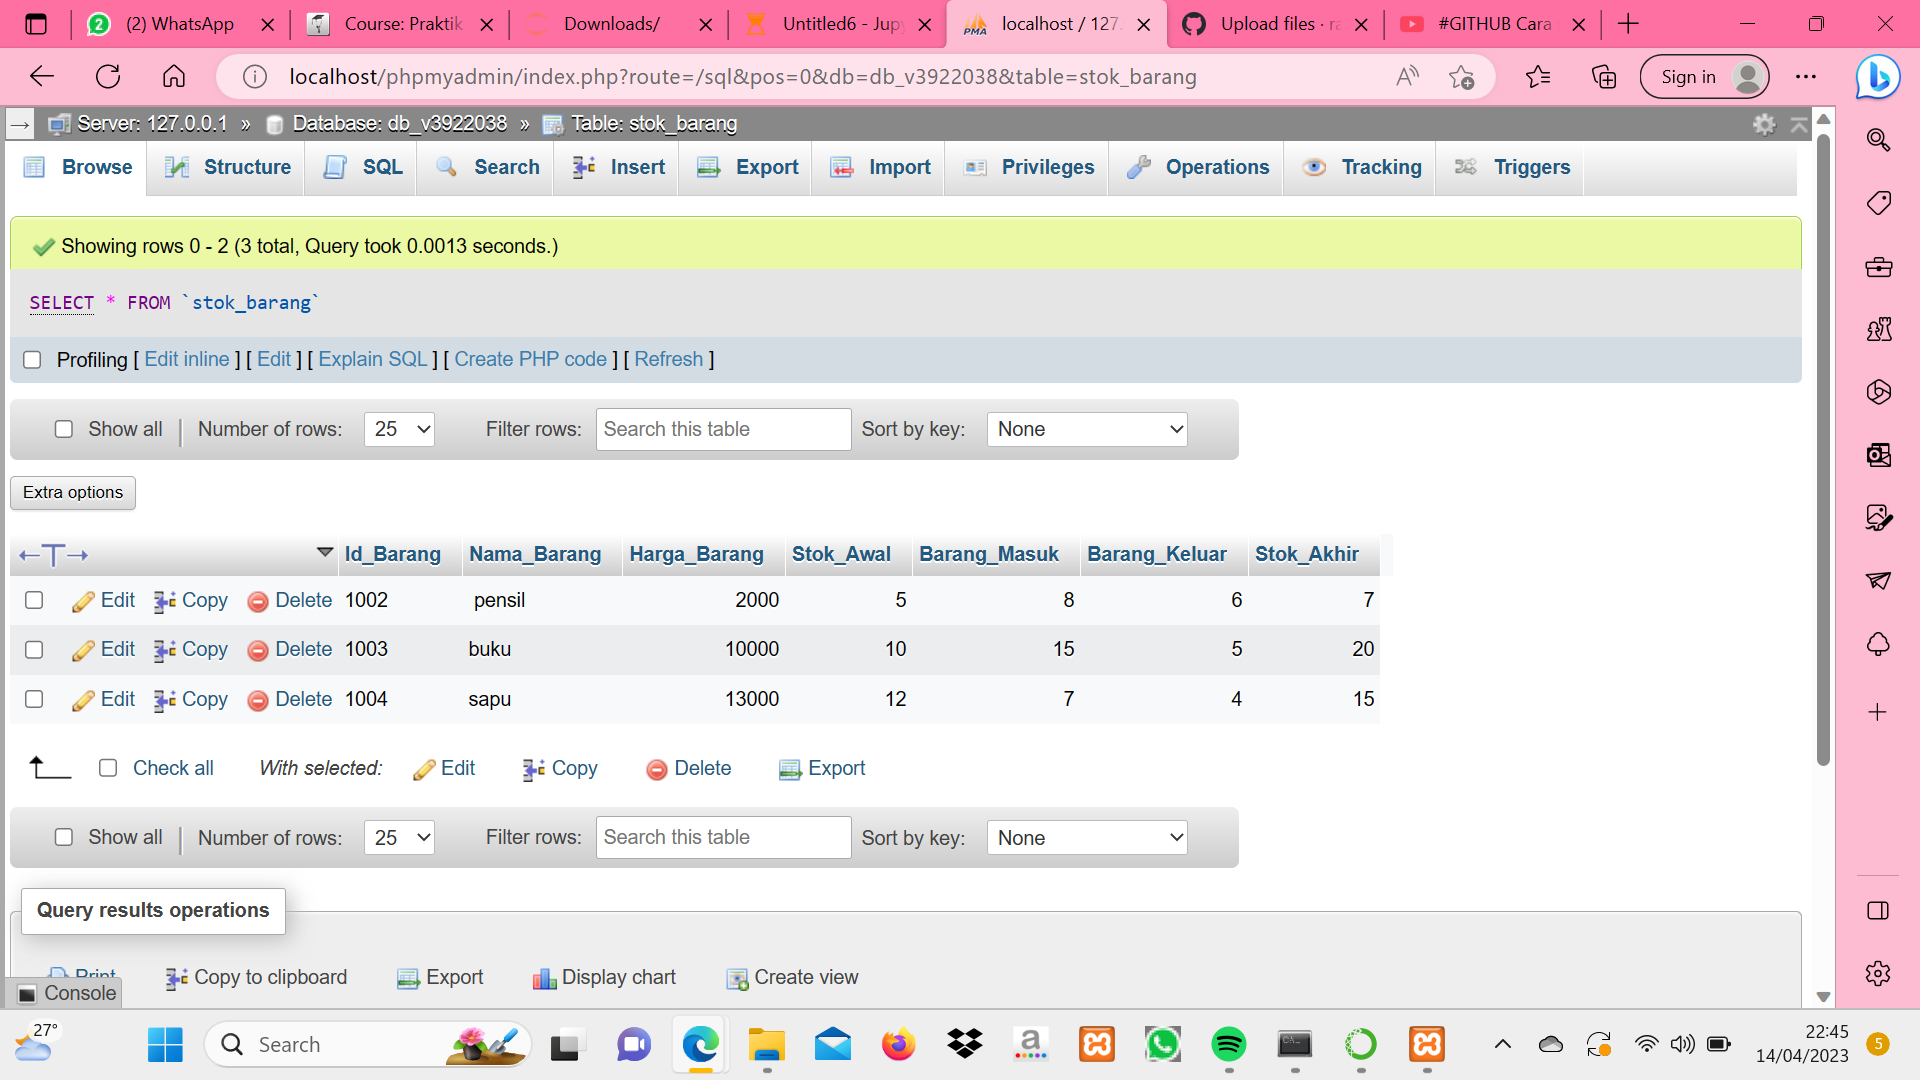 (2) WhatsApp
Course: Praktik
Downloads/
Untitled6 - Jup
localhost / 127.
Upload files · ra
#GITHUB Cara
localhost/phpmyadmin/index.php?route=/sql&pos=0&db=db_v3922038&table=stok_barang
Sign in
Server: 127.0.0.1 » Database: db_v3922038 » Table: stok_barang
Browse Structure SQL Search Insert Export Import Privileges Operations Tracking Triggers
Showing rows 0 - 2 (3 total, Query took 0.0013 seconds.)
SELECT * FROM `stok_barang`
Profiling [ Edit inline ] [ Edit ] [ Explain SQL ] [ Create PHP code ] [ Refresh ]
Show all Number of rows: 25 Filter rows: Search this table Sort by key: None
Extra options
←T→ Id_Barang Nama_Barang Harga_Barang Stok_Awal Barang_Masuk Barang_Keluar Stok_Akhir
Edit Copy Delete 1002 pensil 2000 5 8 6 7
Edit Copy Delete 1003 buku 10000 10 15 5 20
Edit Copy Delete 1004 sapu 13000 12 7 4 15
Check all With selected: Edit Copy Delete Export
Show all Number of rows: 25 Filter rows: Search this table Sort by key: None
Query results operations
Print Copy to clipboard Export Display chart Create view
Console
27°
Search
22:45
14/04/2023
5